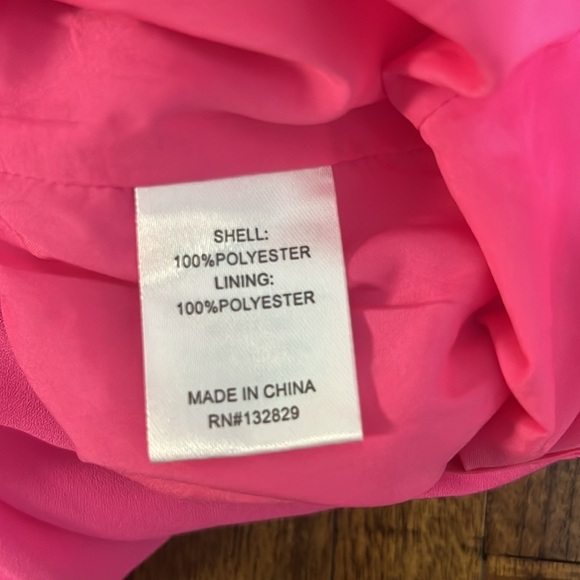 SHELL:
100%POLYESTER
LINING:
100%POLYESTER
MADE IN CHINA
RN#132829